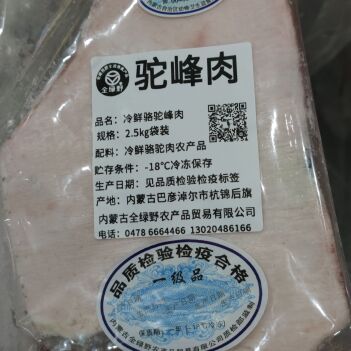 全绿野
驼峰肉
品名：冷鲜骆驼峰肉
规格：2.5kg袋装
配料：冷鲜骆驼肉农产品
贮存条件：-18℃冷冻保存
生产日期：见品质检验检疫标签
产地：内蒙古巴彦淖尔市杭锦后旗
内蒙古全绿野农产品贸易有限公司
电话：0478 6664466 13020486166
品质检验检疫合格
一级品